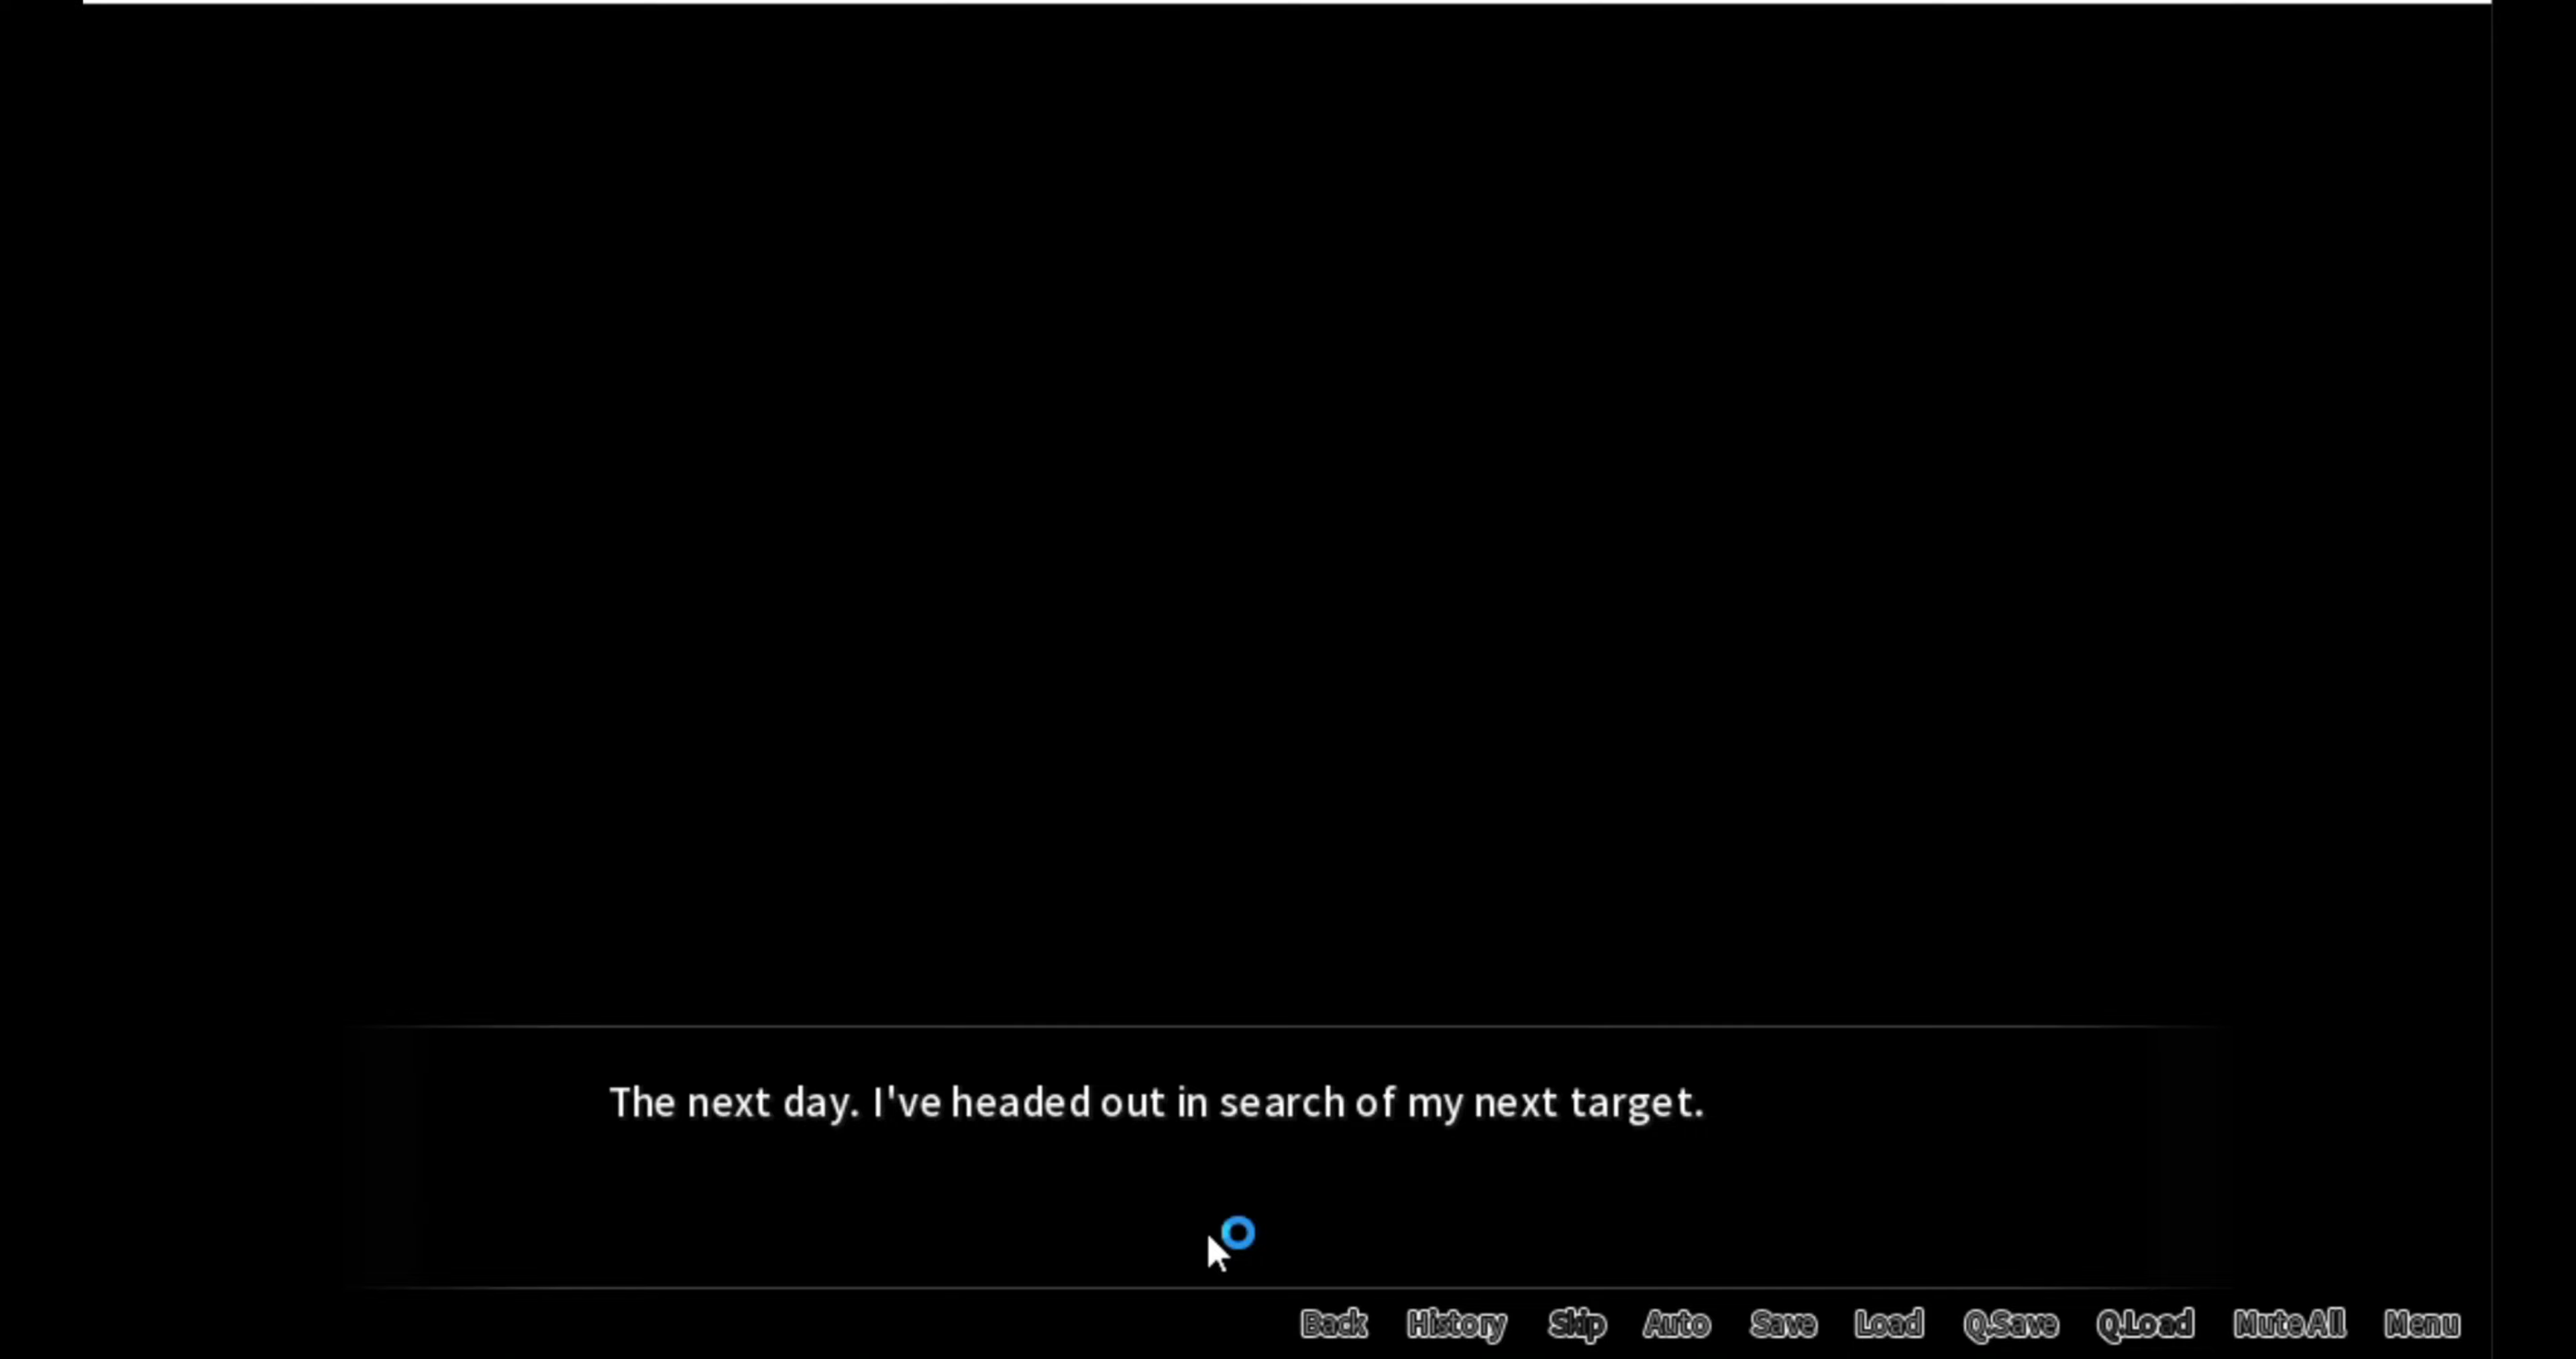 The next day. I've headed out in search of my next target.
Back History Skip Auto Save Load Q.Save Q.Load Mute All Menu